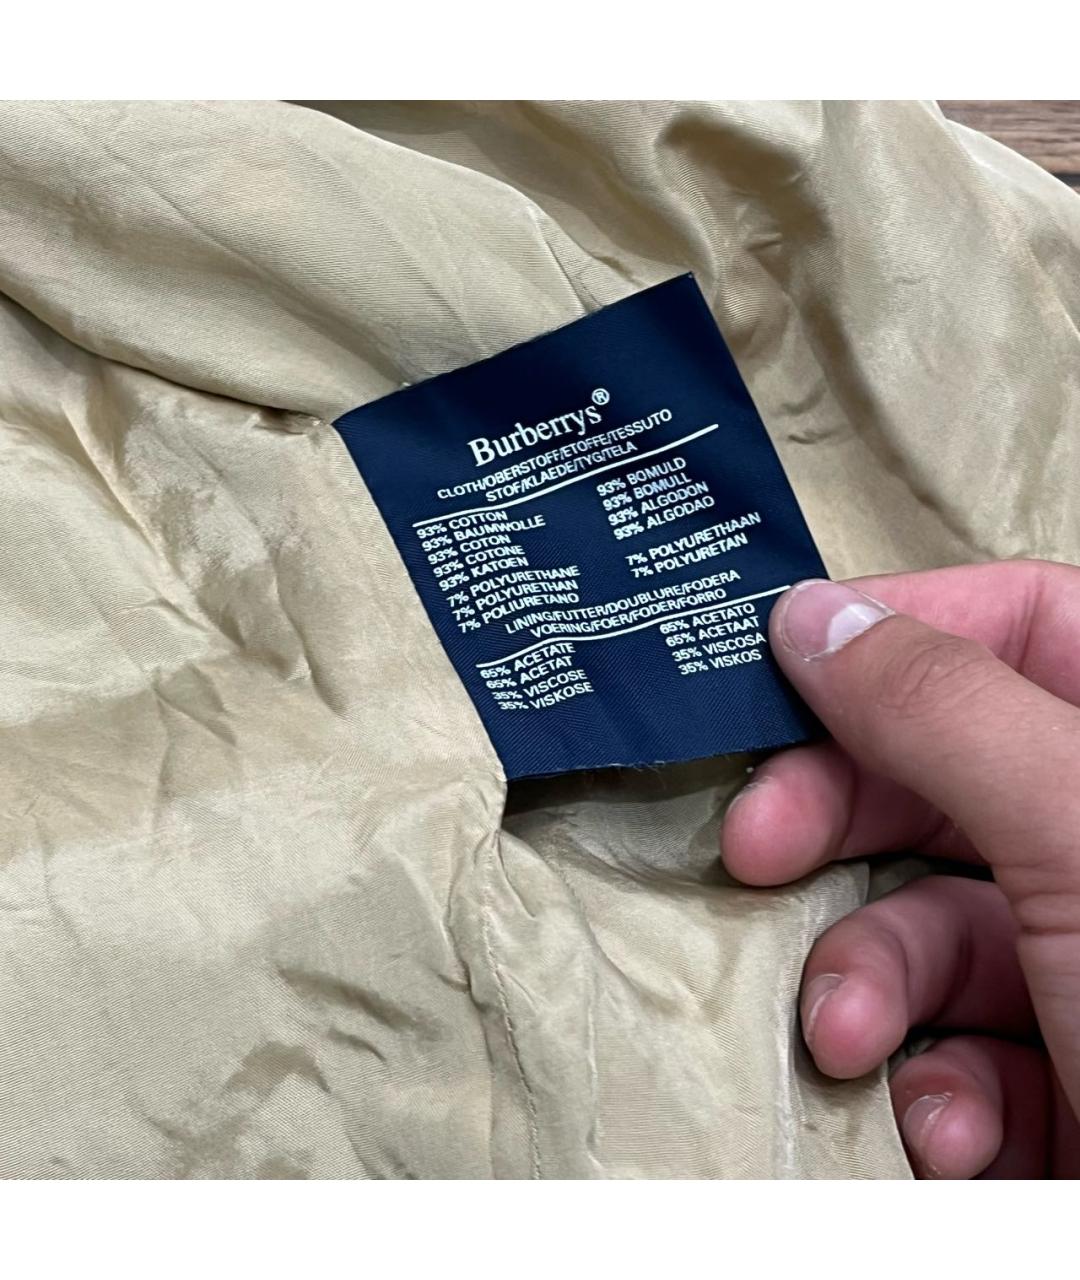 Burberrys®
CLOTH/OBERSTOFF/ETOFFE/TESSUTO
STOF/KLAEDE/TYG/TELA
93% COTTON
93% BAUMWOLLE
93% COTON
93% COTONE
93% KATOEN
7% POLYURETHANE
7% POLYURETHAN
7% POLIURETANO
93% BOMULD
93% BOMULL
93% ALGODON
93% ALGODAO
7% POLYURETHAAN
7% POLYURETAN
LINING/FUTTER/DOUBLURE/FODERA
VOERING/FOER/FODER/FORRO
65% ACETATE
65% ACETAT
35% VISCOSE
35% VISKOSE
65% ACETATO
65% ACETAAT
35% VISCOSA
35% VISKOS